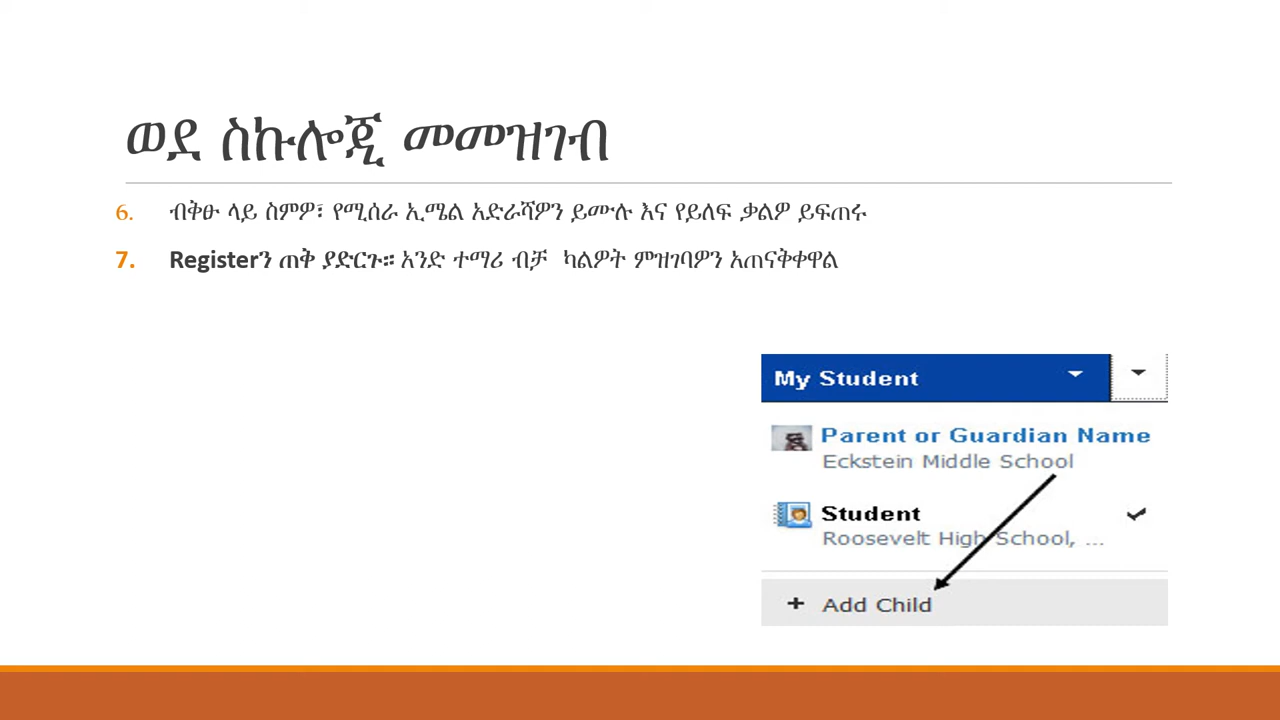 ወደ ስኩሎጂ መመዝገብ
6. ብቅፁ ላይ ስምዎ፣ የሚሰራ ኢሜል አድራሻዎን ይሙሉ እና የይለፍ ቃልዎ ይፍጠሩ
7. Registerን ጠቅ ያድርጉ። አንድ ተማሪ ብቻ ካልዎት ምዝገባዎን አጠናቅቀዋል
My Student
Parent or Guardian Name
Eckstein Middle School
Student
Roosevelt High School, ...
+ Add Child